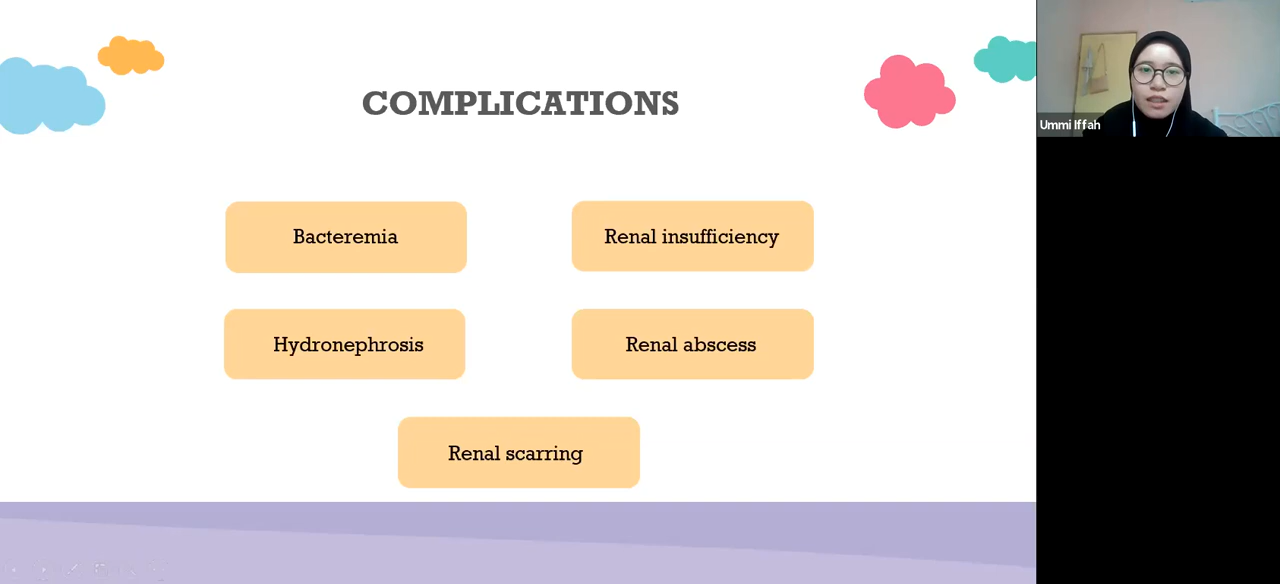 COMPLICATIONS
Bacteremia
Renal insufficiency
Hydronephrosis
Renal abscess
Renal scarring
Ummi Iffah